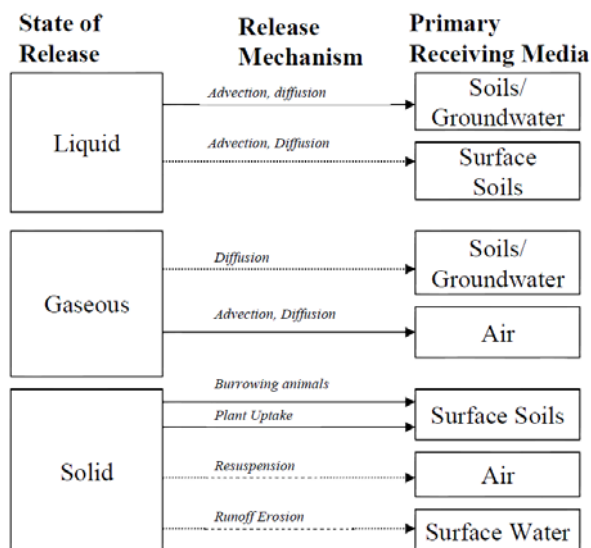 State of
Release
Release
Mechanism
Primary
Receiving Media
Liquid
Advection, diffusion
Soils/
Groundwater
Advection, Diffusion
Surface
Soils
Gaseous
Diffusion
Soils/
Groundwater
Advection, Diffusion
Air
Solid
Burrowing animals
Plant Uptake
Surface Soils
Resuspension
Air
Runoff Erosion
Surface Water